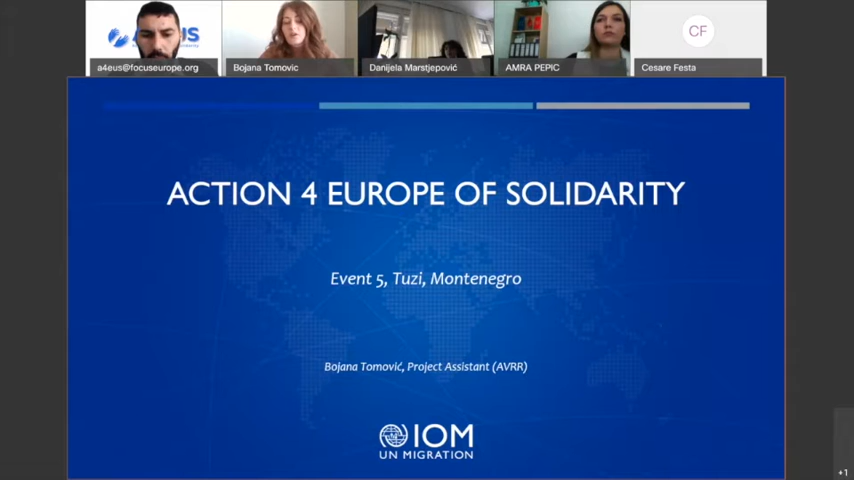 a4eus@focuseurope.org
Bojana Tomovic
Danijela Marstjepović
AMRA PEPIC
CF
Cesare Festa
ACTION 4 EUROPE OF SOLIDARITY
Event 5, Tuzi, Montenegro
Bojana Tomović, Project Assistant (AVRR)
IOM
UN MIGRATION
+1